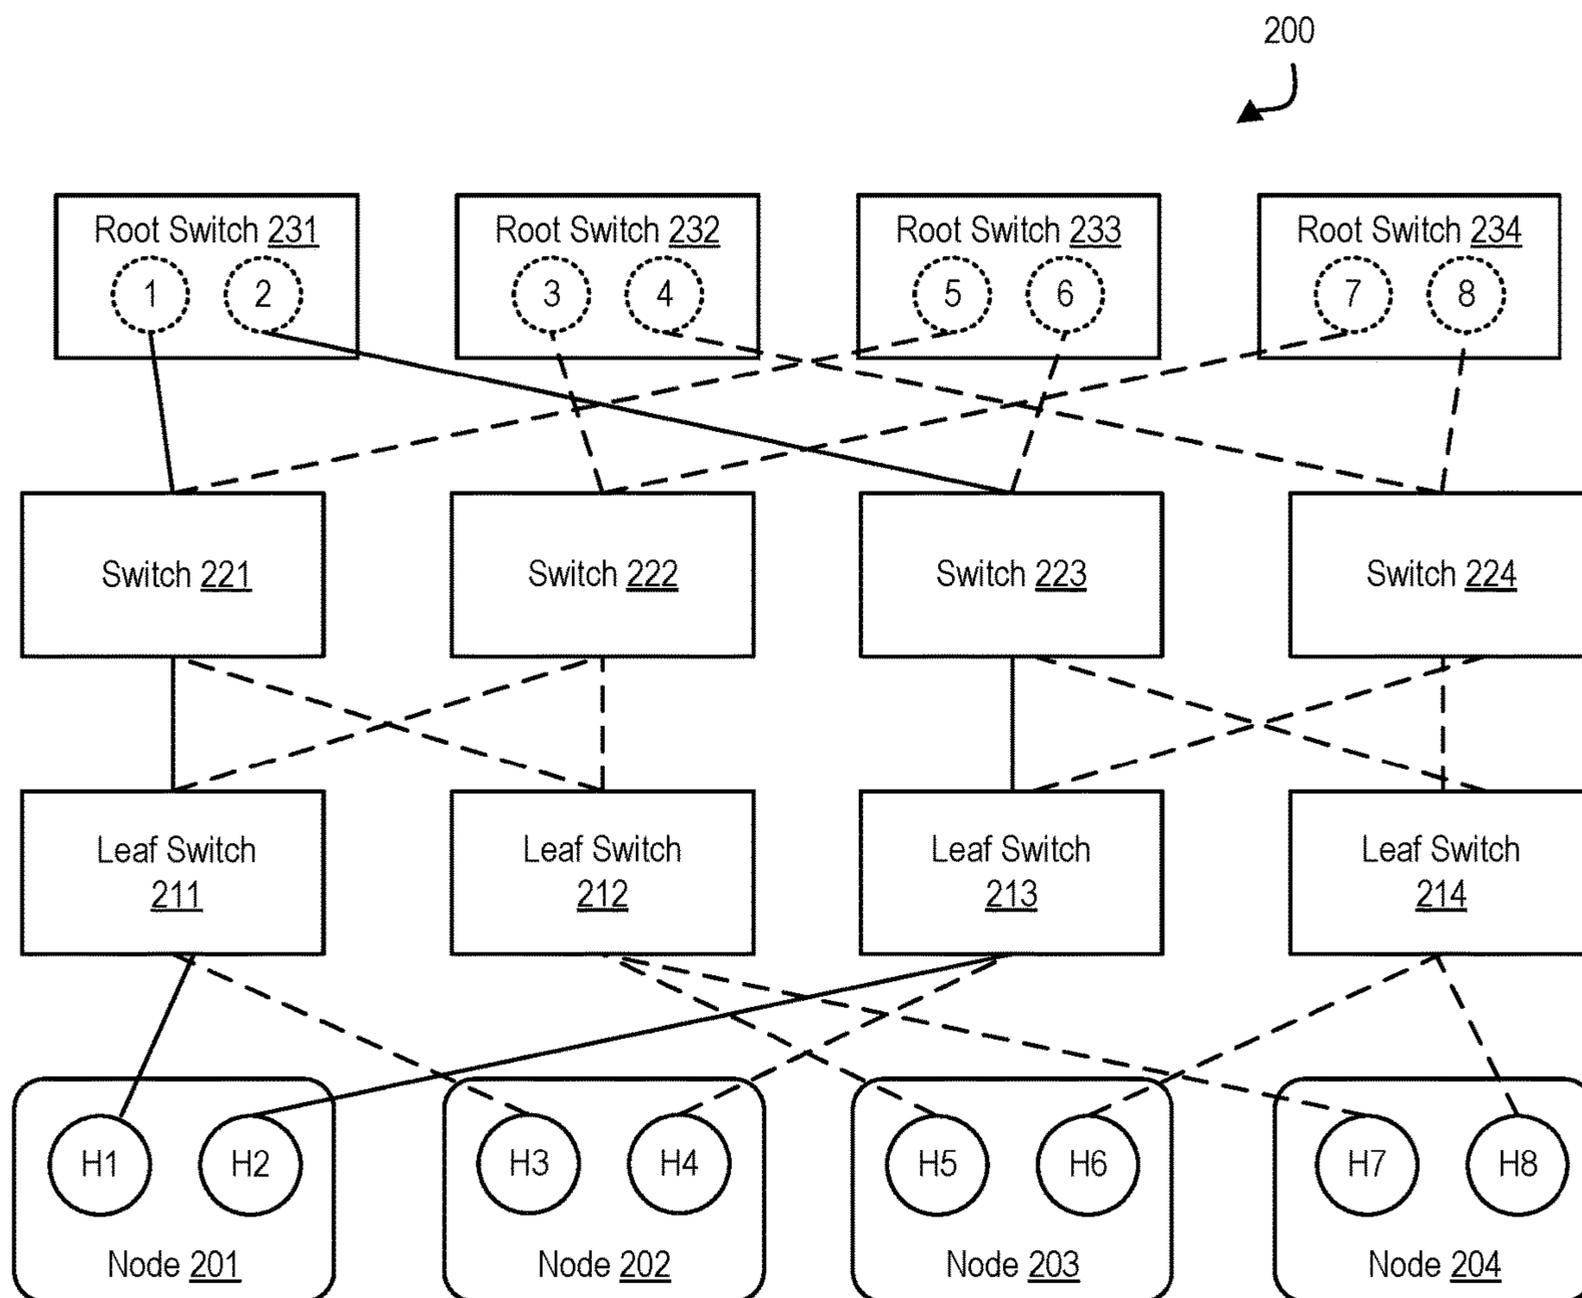 200
Root Switch 231
Root Switch 232
Root Switch 233
Root Switch 234
1
2
3
4
5
6
7
8
Switch 221
Switch 222
Switch 223
Switch 224
Leaf Switch
211
Leaf Switch
212
Leaf Switch
213
Leaf Switch
214
H1
H2
H3
H4
H5
H6
H7
H8
Node 201
Node 202
Node 203
Node 204